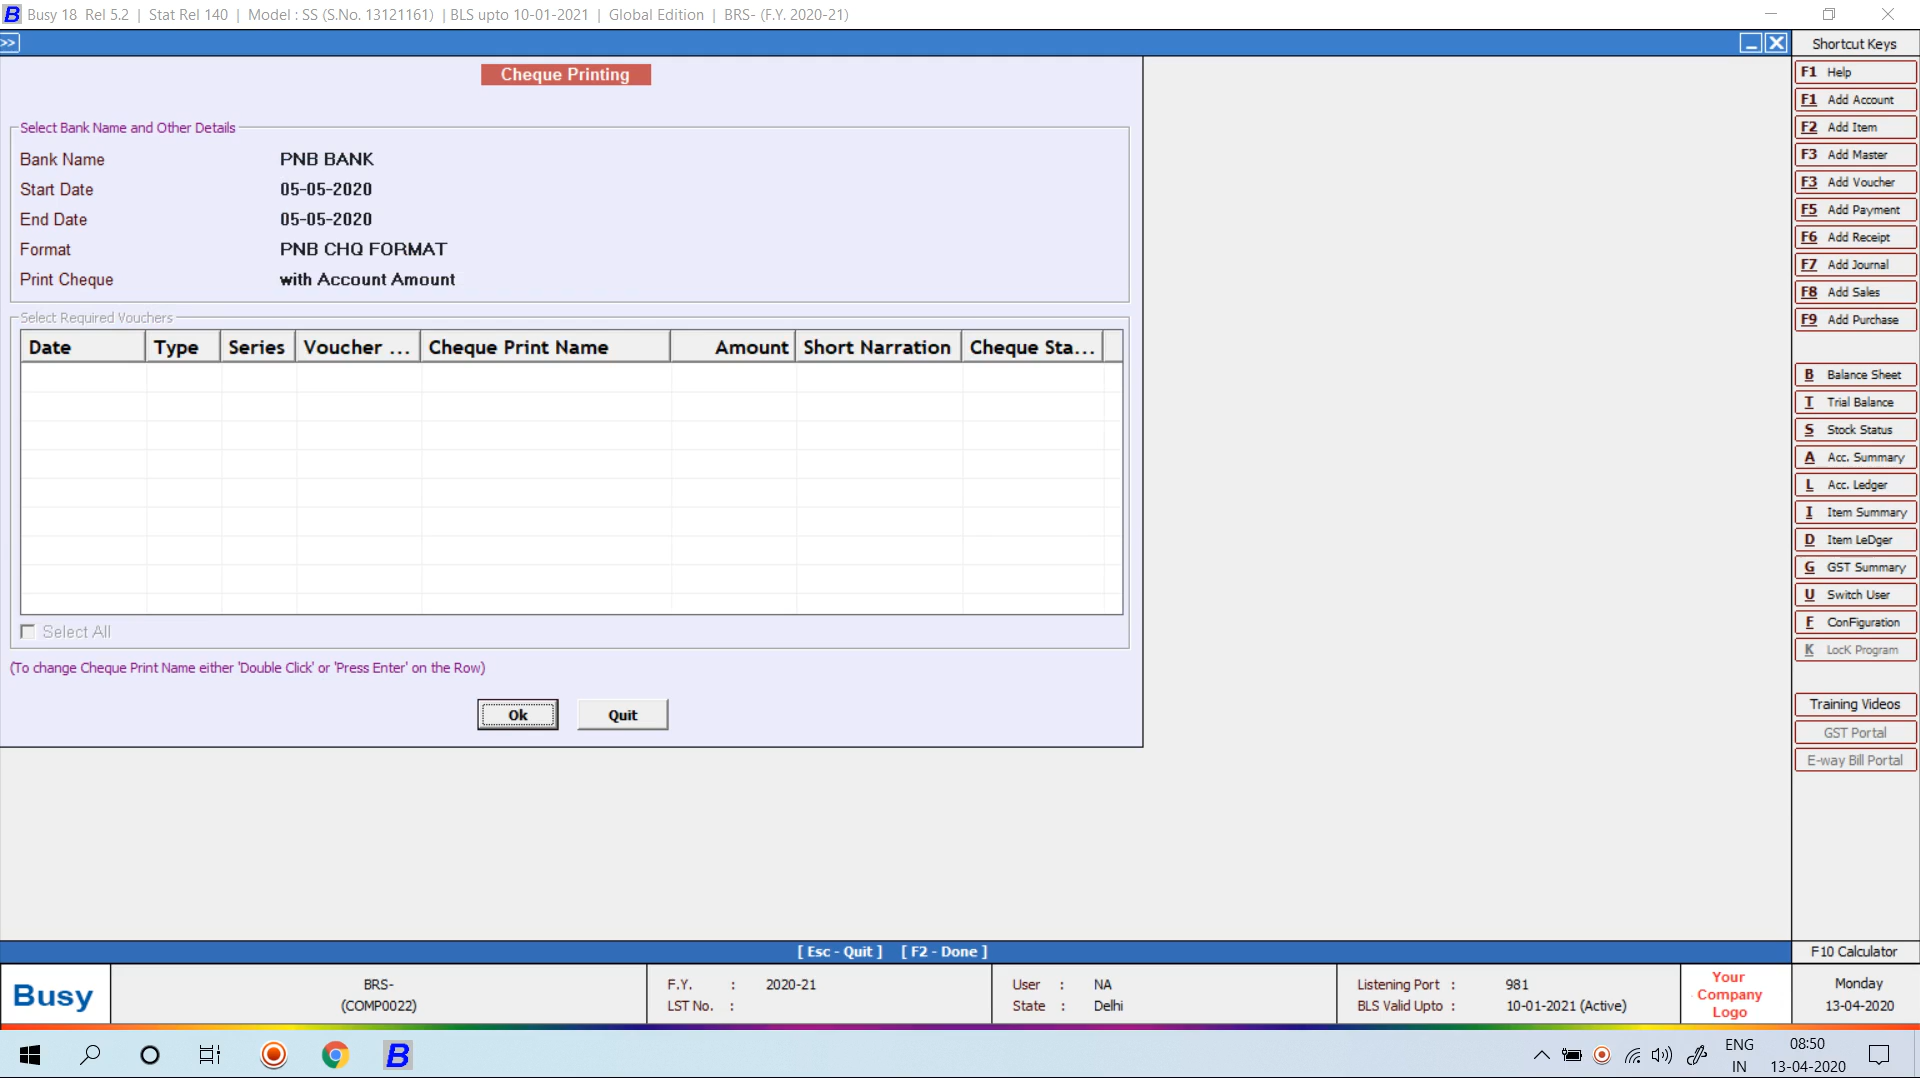 B Busy 18 Rel 5.2 | Stat Rel 140 | Model : SS (S.No. 13121161) | BLS upto 10-01-2021 | Global Edition | BRS- (F.Y. 2020-21)
>>
Shortcut Keys
Cheque Printing
Select Bank Name and Other Details
Bank Name PNB BANK
Start Date 05-05-2020
End Date 05-05-2020
Format PNB CHQ FORMAT
Print Cheque with Account Amount
Select Required Vouchers
Date Type Series Voucher ... Cheque Print Name Amount Short Narration Cheque Sta...
Select All
(To change Cheque Print Name either 'Double Click' or 'Press Enter' on the Row)
Ok Quit
F1 Help
F1 Add Account
F2 Add Item
F3 Add Master
F3 Add Voucher
F5 Add Payment
F6 Add Receipt
F7 Add Journal
F8 Add Sales
F9 Add Purchase
B Balance Sheet
T Trial Balance
S Stock Status
A Acc. Summary
L Acc. Ledger
I Item Summary
D Item LeDger
G GST Summary
U Switch User
F ConFiguration
K LocK Program
Training Videos
GST Portal
E-way Bill Portal
[ Esc - Quit ] [ F2 - Done ]
F10 Calculator
Busy
BRS-
(COMP0022)
F.Y. : 2020-21
LST No. :
User : NA
State : Delhi
Listening Port : 981
BLS Valid Upto : 10-01-2021 (Active)
Your
Company
Logo
Monday
13-04-2020
B
ENG
IN
08:50
13-04-2020